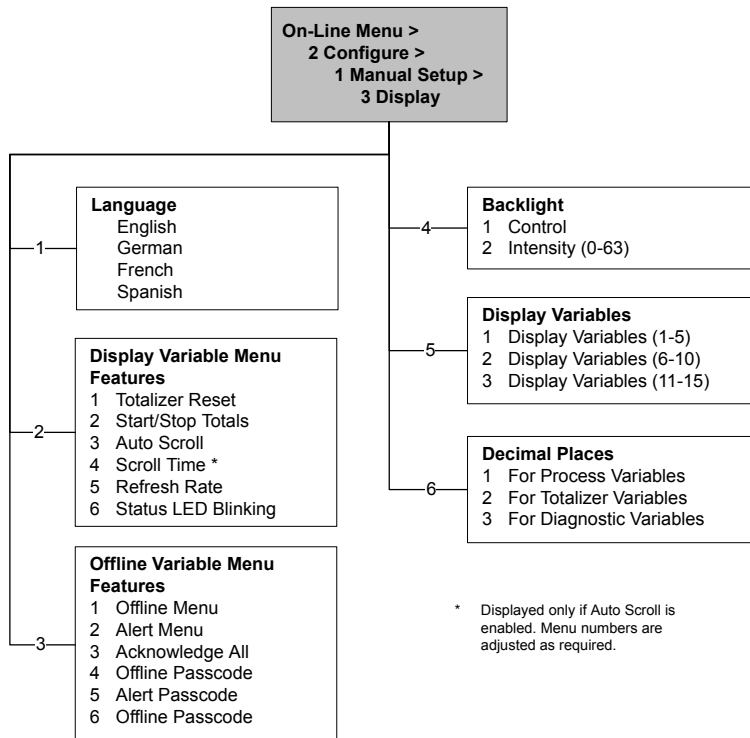 On-Line Menu >
2 Configure >
1 Manual Setup >
3 Display
1
Language
English
German
French
Spanish
2
Display Variable Menu
Features
1 Totalizer Reset
2 Start/Stop Totals
3 Auto Scroll
4 Scroll Time *
5 Refresh Rate
6 Status LED Blinking
3
Offline Variable Menu
Features
1 Offline Menu
2 Alert Menu
3 Acknowledge All
4 Offline Passcode
5 Alert Passcode
6 Offline Passcode
4
Backlight
1 Control
2 Intensity (0-63)
5
Display Variables
1 Display Variables (1-5)
2 Display Variables (6-10)
3 Display Variables (11-15)
6
Decimal Places
1 For Process Variables
2 For Totalizer Variables
3 For Diagnostic Variables
* Displayed only if Auto Scroll is
enabled. Menu numbers are
adjusted as required.